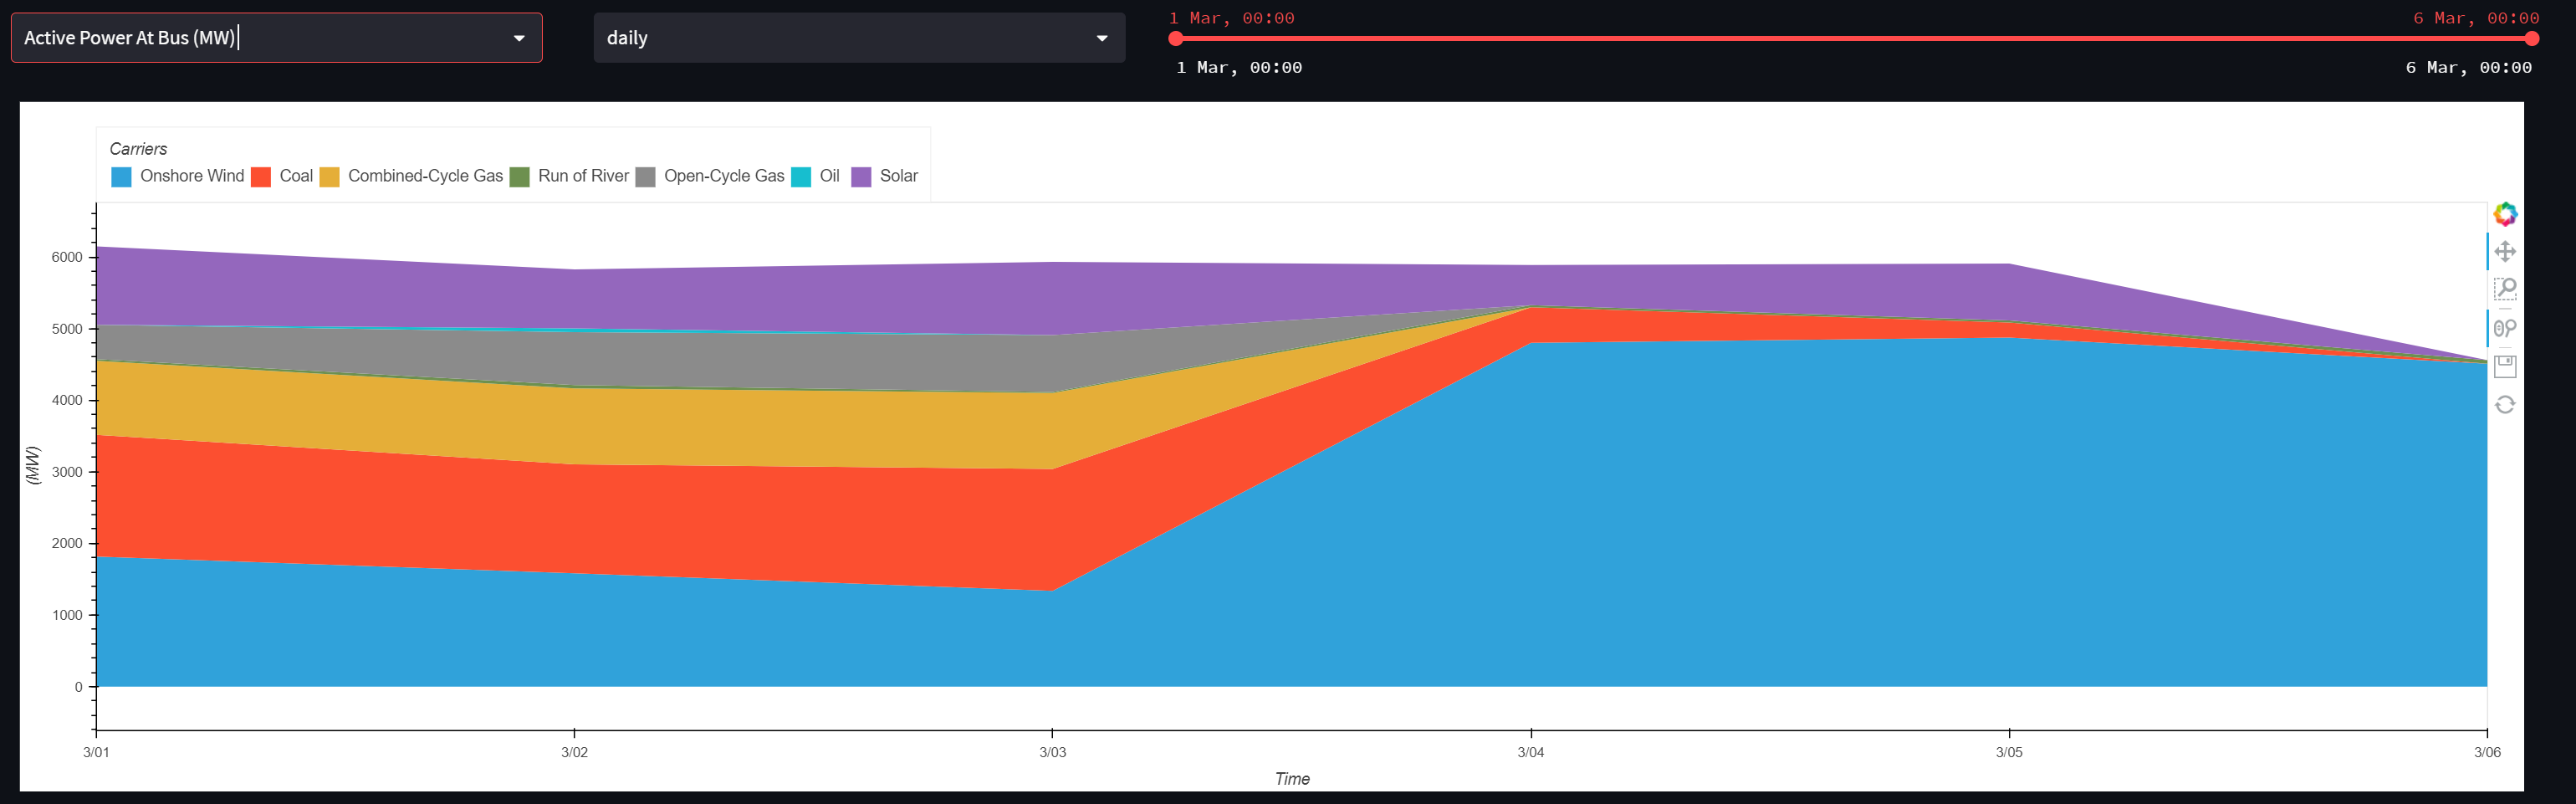 Active Power At Bus (MW)
daily
1 Mar, 00:00 6 Mar, 00:00
1 Mar, 00:00 6 Mar, 00:00
Carriers
Onshore Wind Coal Combined-Cycle Gas Run of River Open-Cycle Gas Oil Solar
(MW)
6000
5000
4000
3000
2000
1000
0
3/01 3/02 3/03 3/04 3/05 3/06
Time